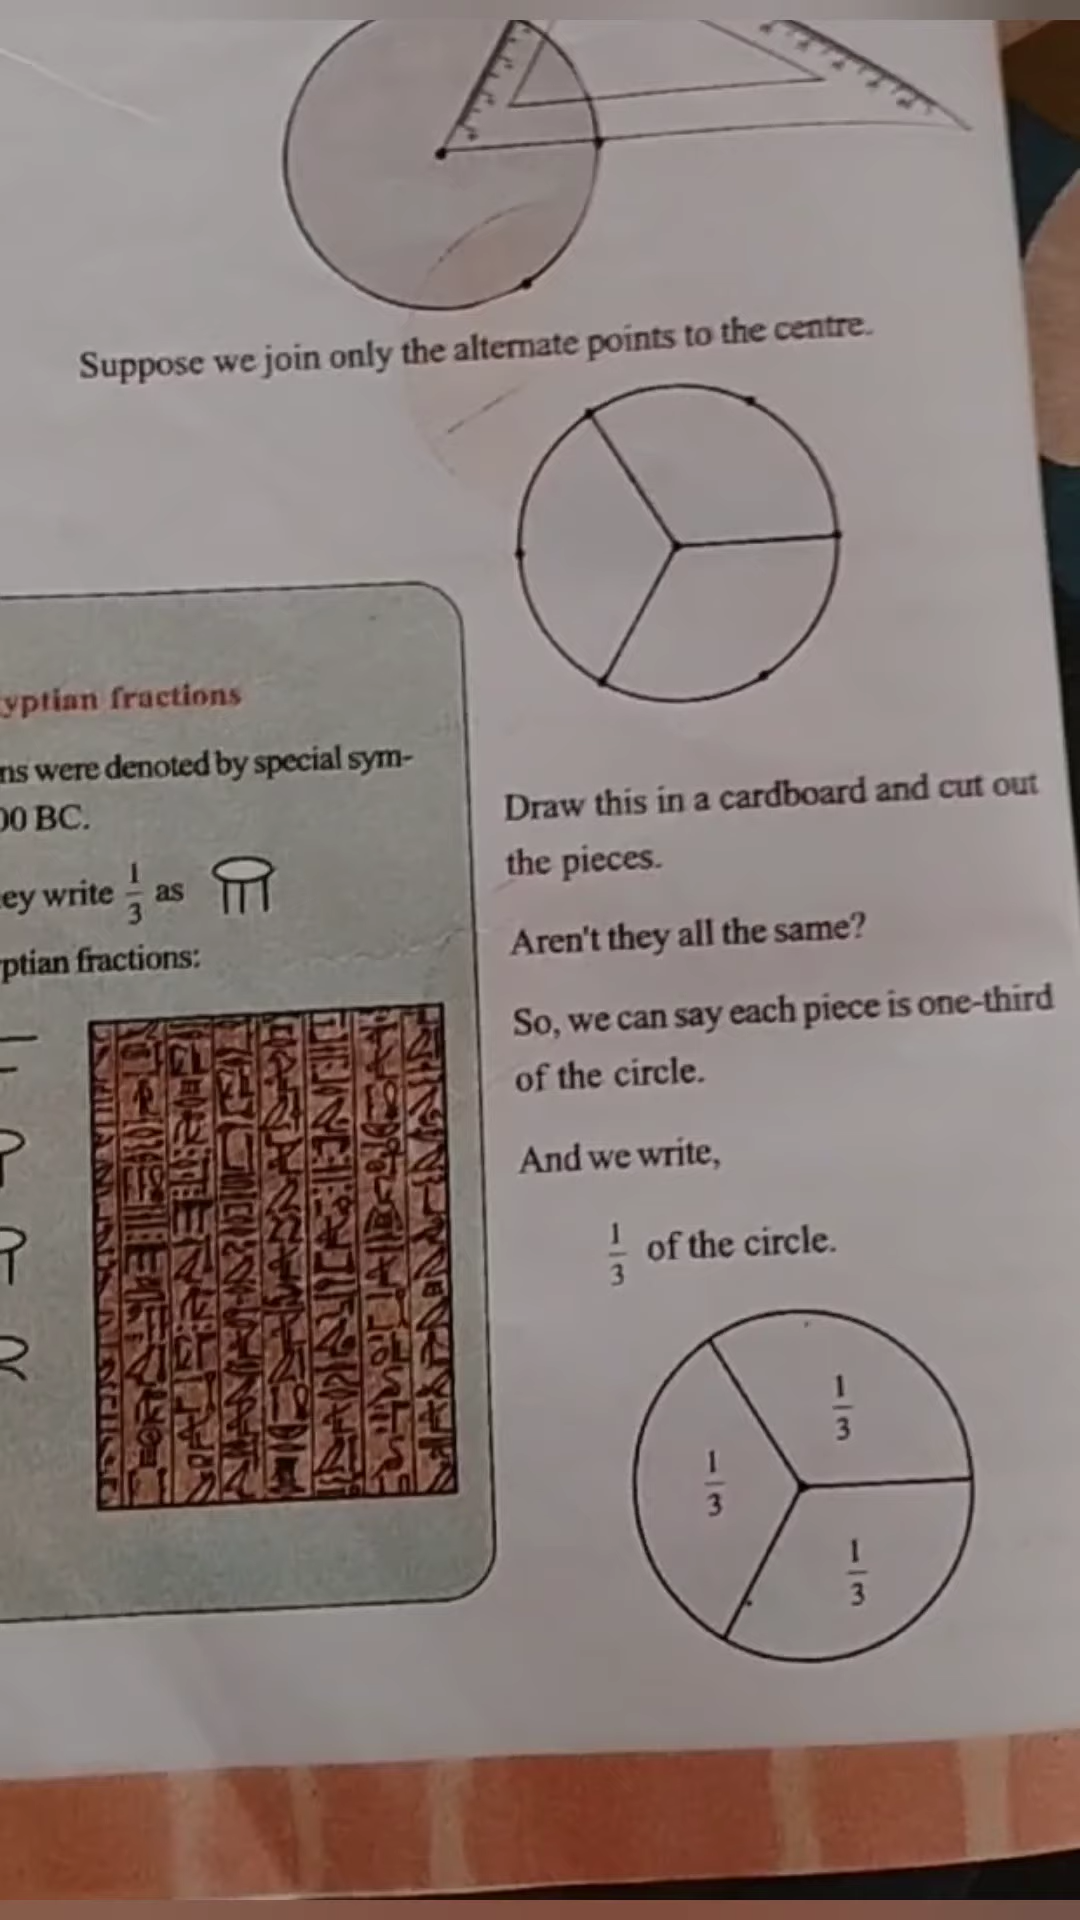 Suppose we join only the alternate points to the centre.
yptian fractions
ns were denoted by special sym-
00 BC.
ey write 1/3 as
ptian fractions:
Draw this in a cardboard and cut out
the pieces.
Aren't they all the same?
So, we can say each piece is one-third
of the circle.
And we write,
1/3 of the circle.
1/3
1/3
1/3